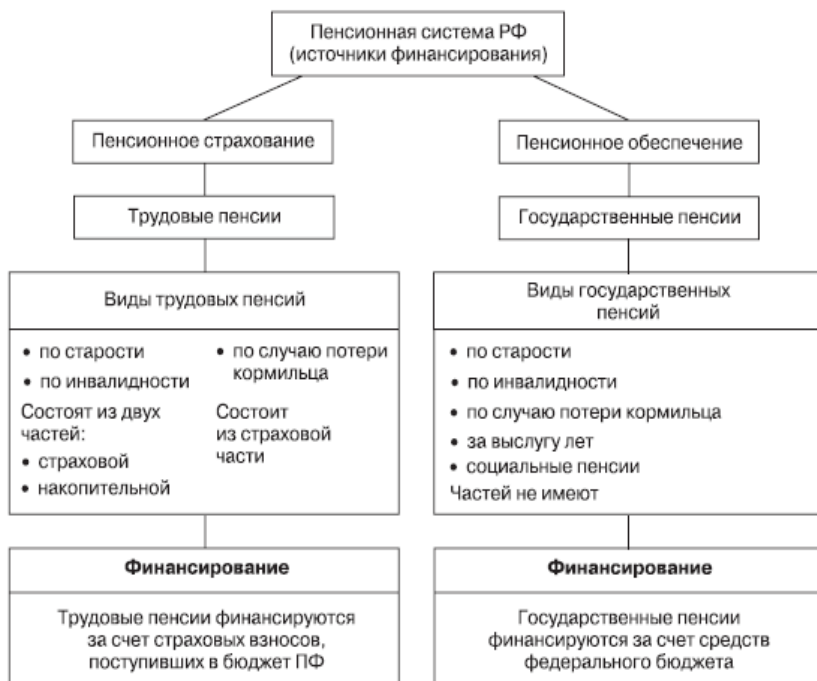 Пенсионная система РФ
(источники финансирования)
Пенсионное страхование
Пенсионное обеспечение
Трудовые пенсии
Государственные пенсии
Виды трудовых пенсий
• по старости
• по инвалидности
Состоят из двух
частей:
• страховой
• накопительной
• по случаю потери
кормильца
Состоит
из страховой
части
Виды государственных
пенсий
• по старости
• по инвалидности
• по случаю потери кормильца
• за выслугу лет
• социальные пенсии
Частей не имеют
Финансирование
Трудовые пенсии финансируются
за счет страховых взносов,
поступивших в бюджет ПФ
Финансирование
Государственные пенсии
финансируются за счет средств
федерального бюджета